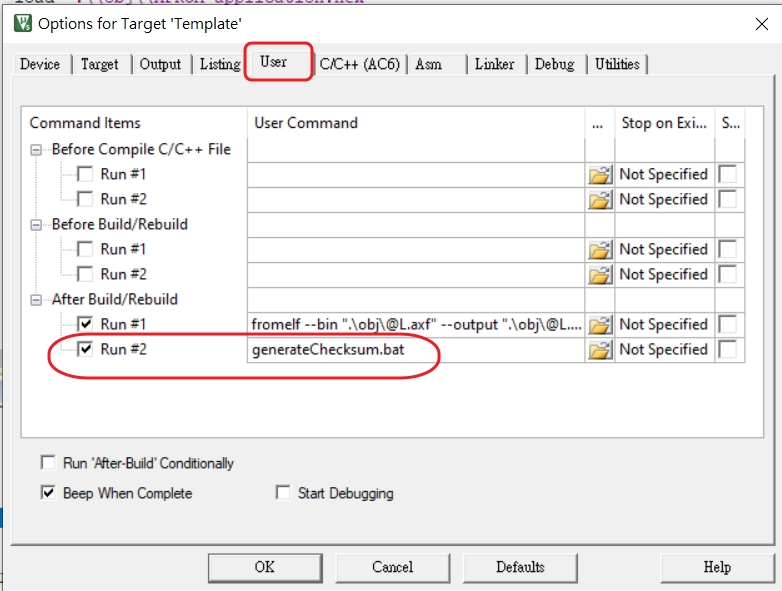 Options for Target 'Template'
Device Target Output Listing User C/C++ (AC6) Asm Linker Debug Utilities
Command Items User Command ... Stop on Exi... S...
Before Compile C/C++ File
Run #1 Not Specified
Run #2 Not Specified
Before Build/Rebuild
Run #1 Not Specified
Run #2 Not Specified
After Build/Rebuild
Run #1 fromelf --bin ".\obj\@L.axf" --output ".\obj\@L.... Not Specified
Run #2 generateChecksum.bat Not Specified
Run 'After-Build' Conditionally
Beep When Complete Start Debugging
OK Cancel Defaults Help